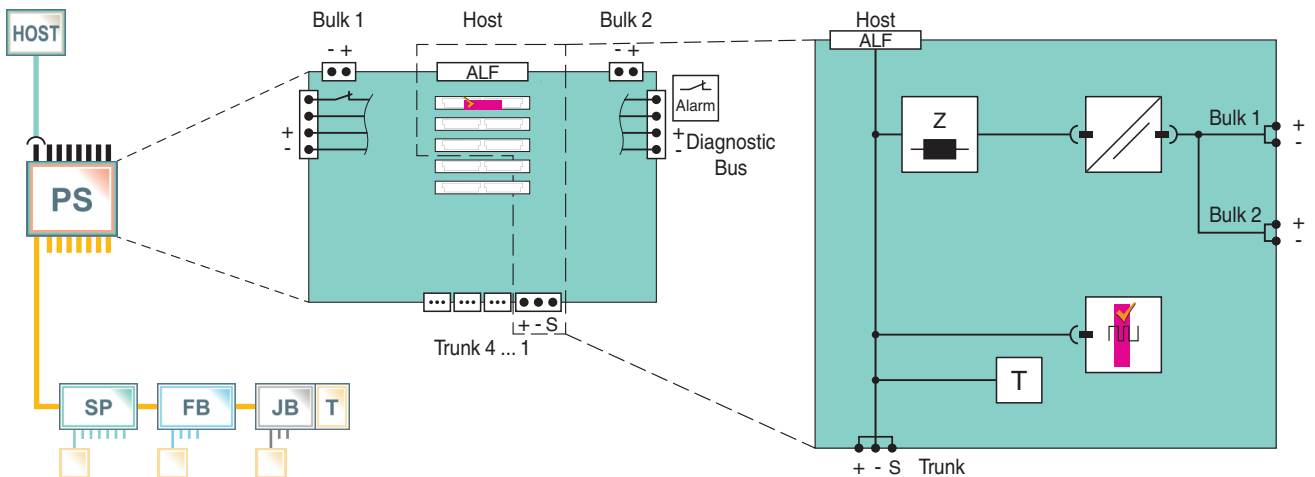 HOST
PS
SP
FB
JB
T
Bulk 1
- +
Host
ALF
Bulk 2
- +
Alarm
+
-
+
-
Diagnostic
Bus
+ - S
Trunk 4 ... 1
Host
ALF
Z
Bulk 1
+
-
Bulk 2
+
-
T
+ - S Trunk